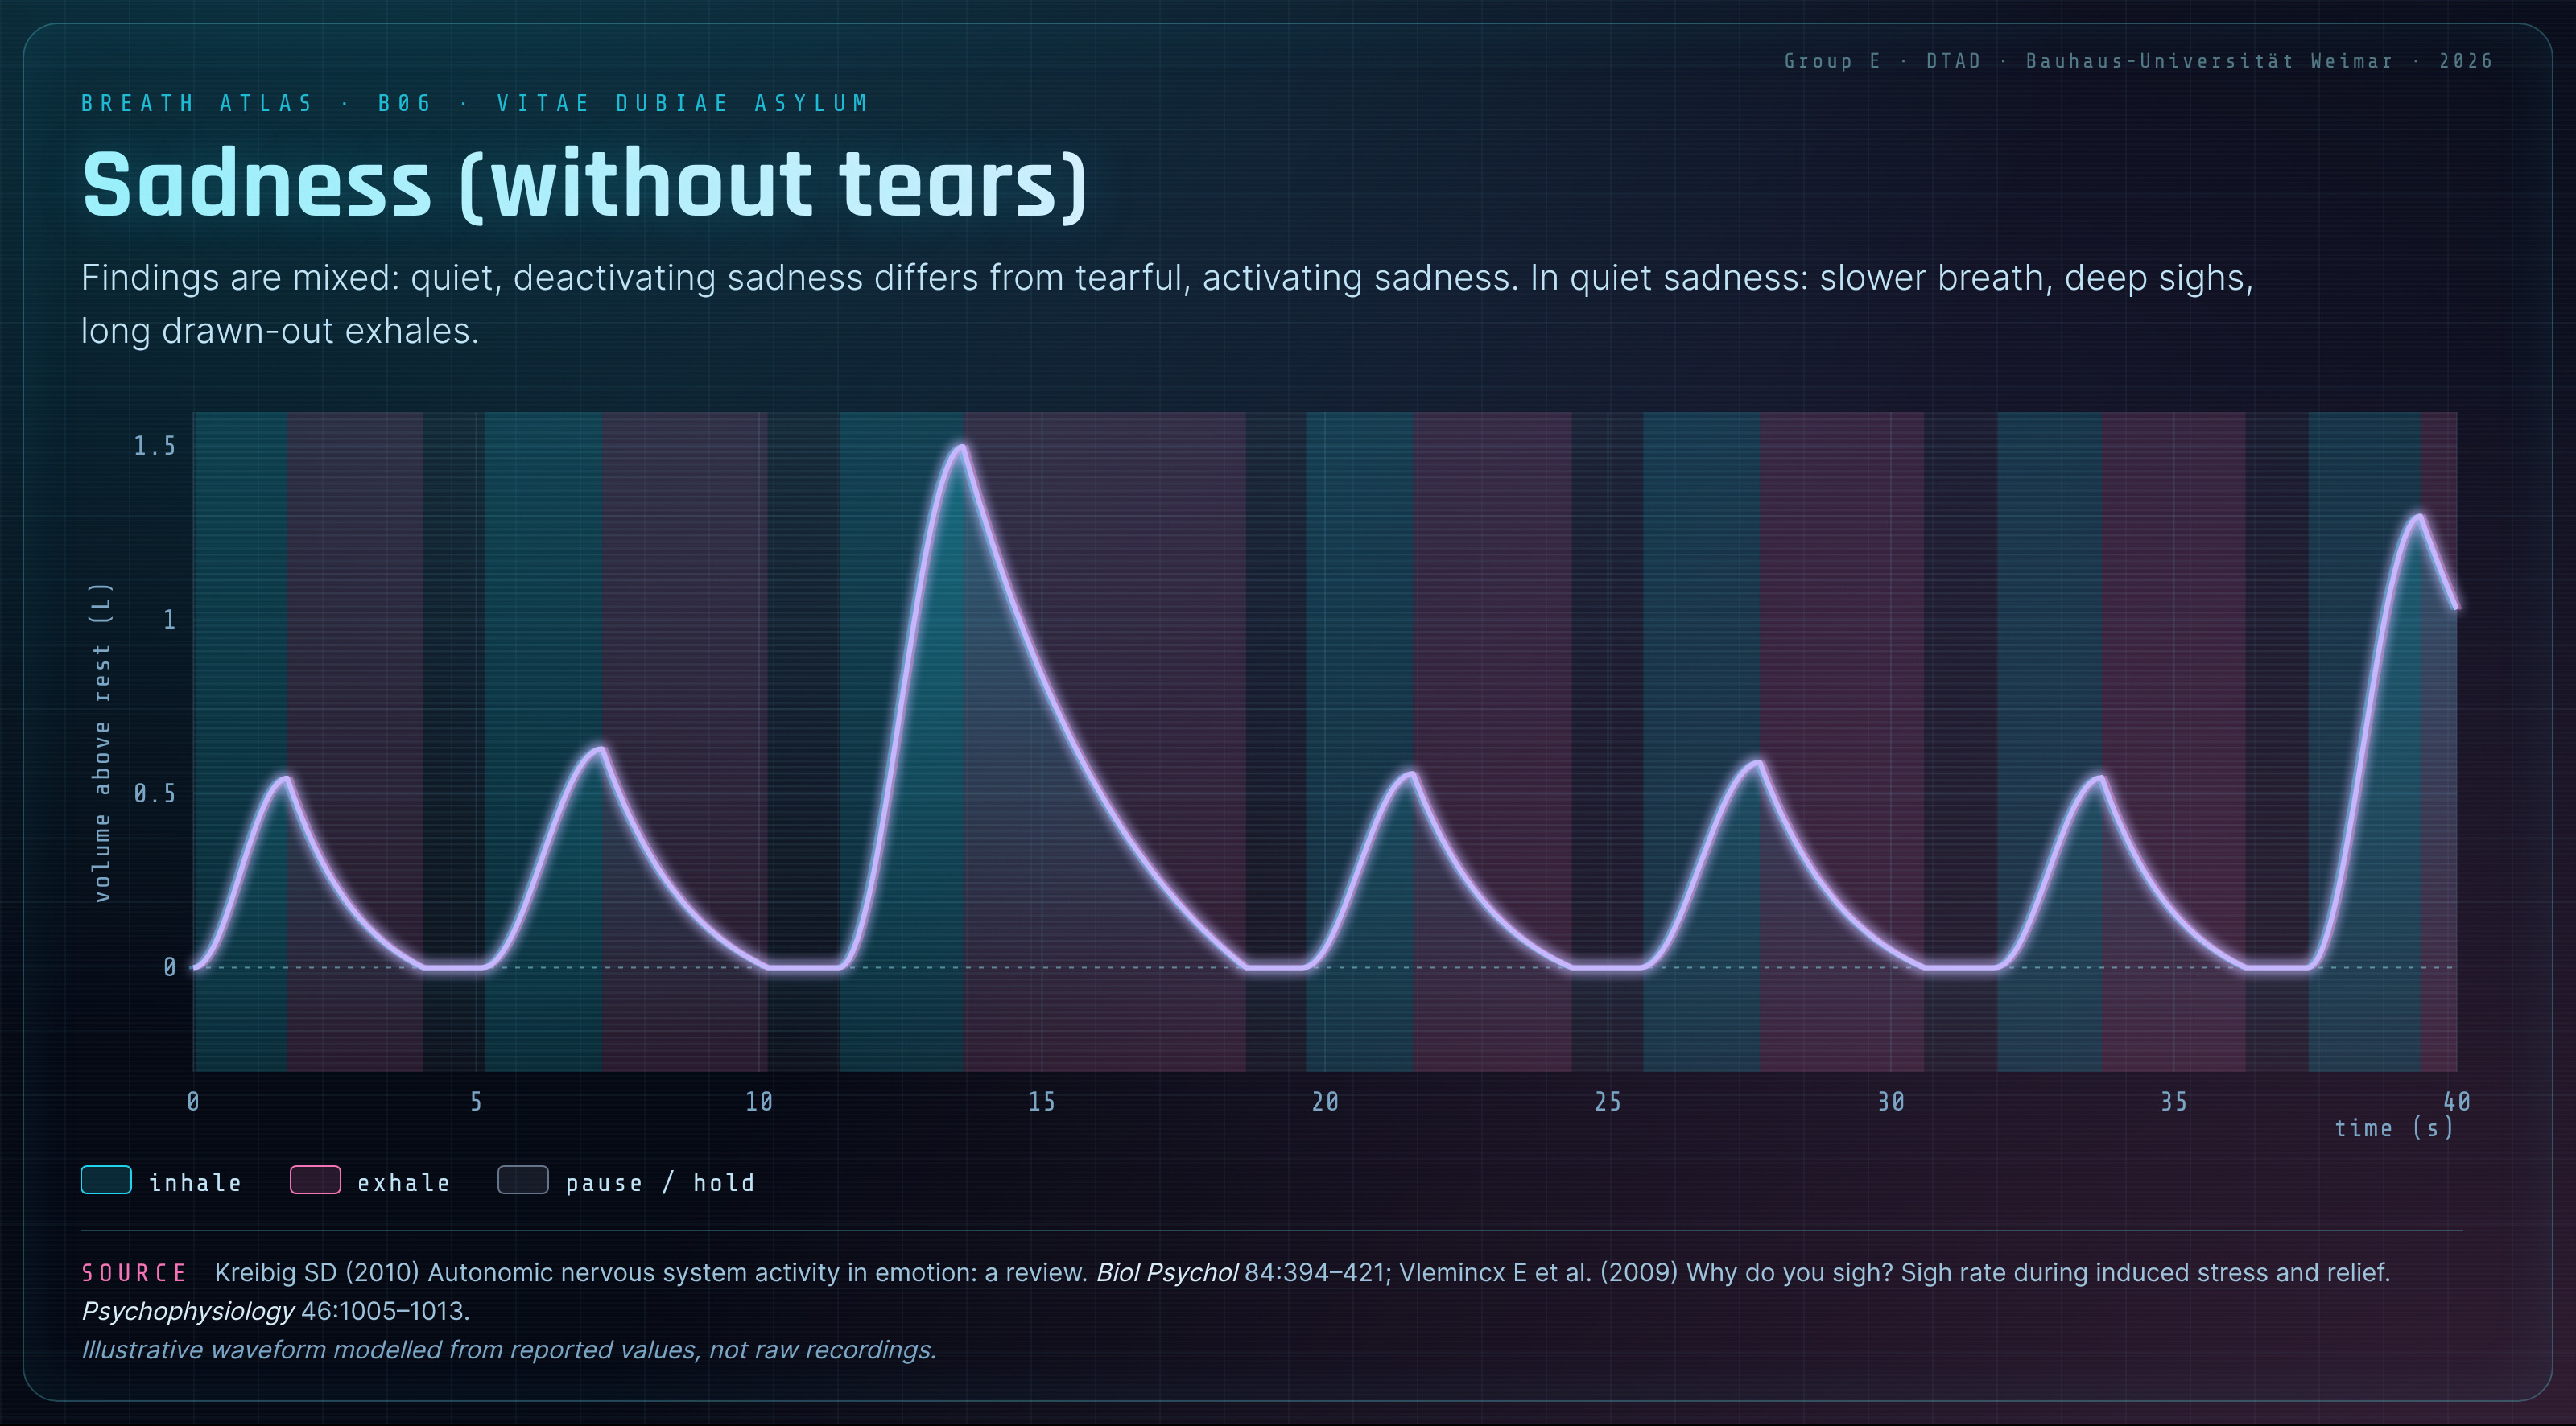 Group E · DTAD · Bauhaus-Universität Weimar · 2026
BREATH ATLAS · B06 · VITAE DUBIAE ASYLUM
Sadness (without tears)
Findings are mixed: quiet, deactivating sadness differs from tearful, activating sadness. In quiet sadness: slower breath, deep sighs,
long drawn-out exhales.
volume above rest (L)
1.5
1
0.5
0
0 5 10 15 20 25 30 35 40
time (s)
inhale exhale pause / hold
SOURCE Kreibig SD (2010) Autonomic nervous system activity in emotion: a review. Biol Psychol 84:394–421; Vlemincx E et al. (2009) Why do you sigh? Sigh rate during induced stress and relief.
Psychophysiology 46:1005–1013.
Illustrative waveform modelled from reported values, not raw recordings.